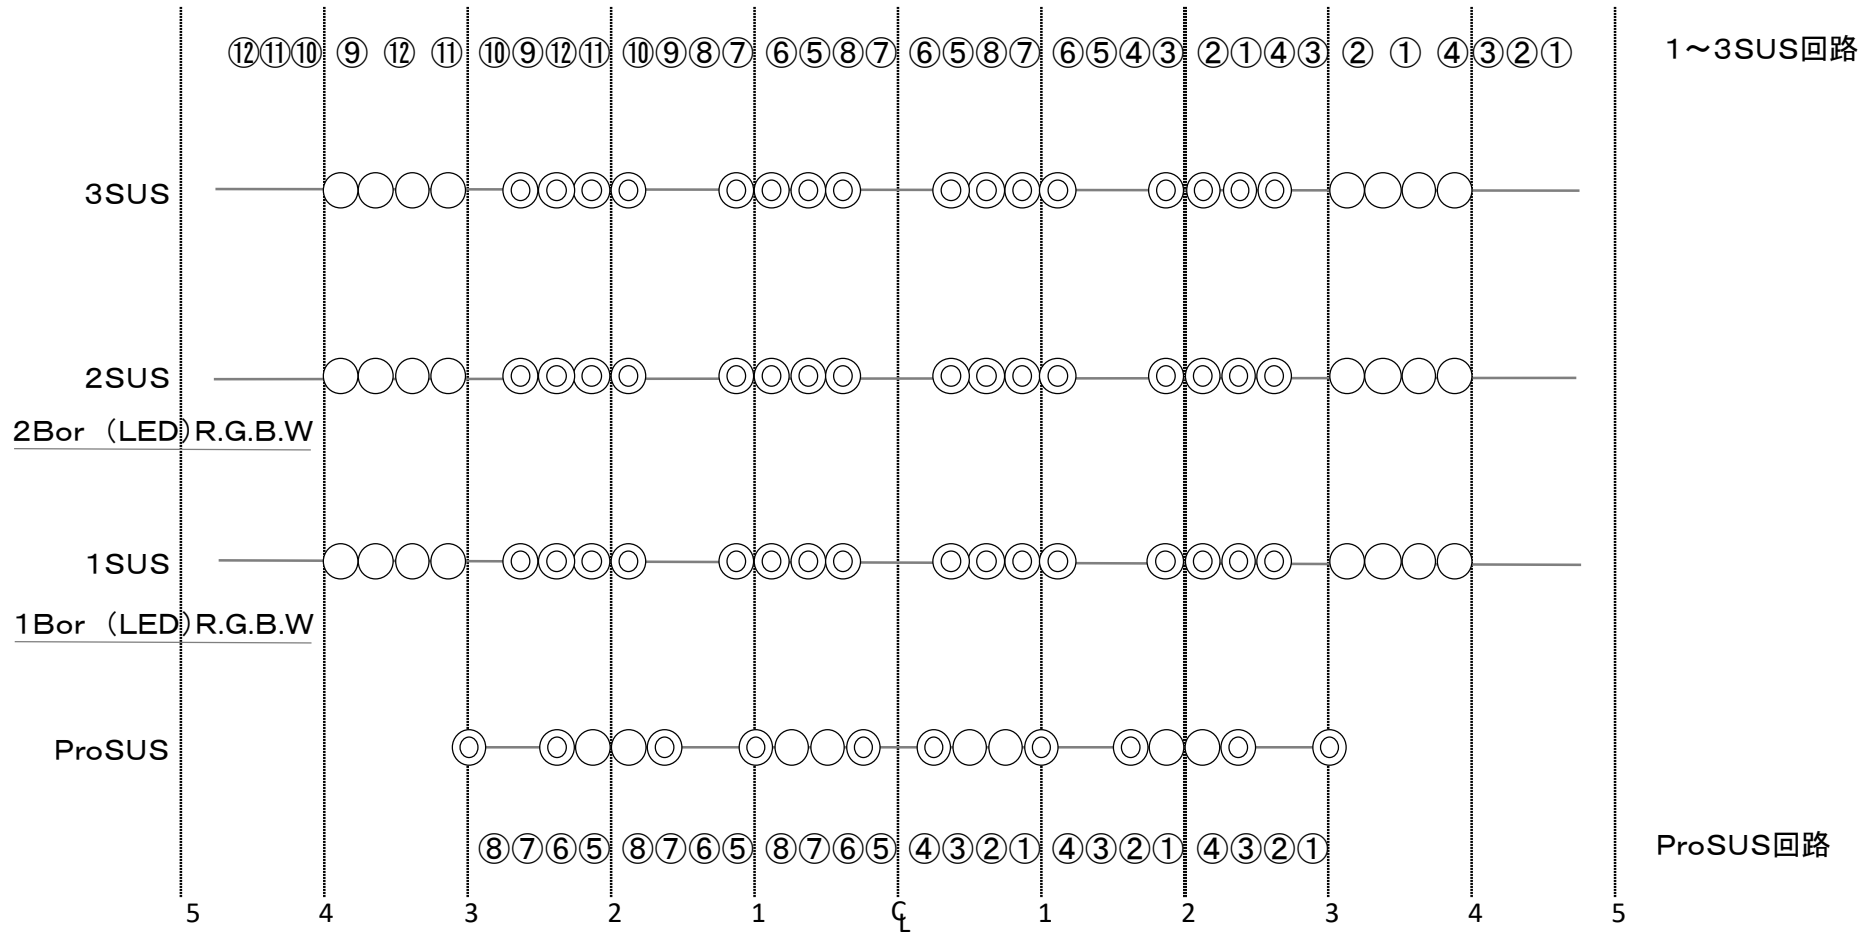 ⑫⑪⑩ ⑨ ⑫ ⑪ ⑩⑨⑫⑪ ⑩⑨⑧⑦ ⑥⑤⑧⑦ ⑥⑤⑧⑦ ⑥⑤④③ ②①④③ ② ① ④③②① 1～3SUS回路
3SUS
2SUS
2Bor （LED）R.G.B.W
1SUS
1Bor （LED）R.G.B.W
ProSUS
⑧⑦⑥⑤ ⑧⑦⑥⑤ ⑧⑦⑥⑤ ④③②① ④③②① ④③②① ProSUS回路
5 4 3 2 1 CL 1 2 3 4 5